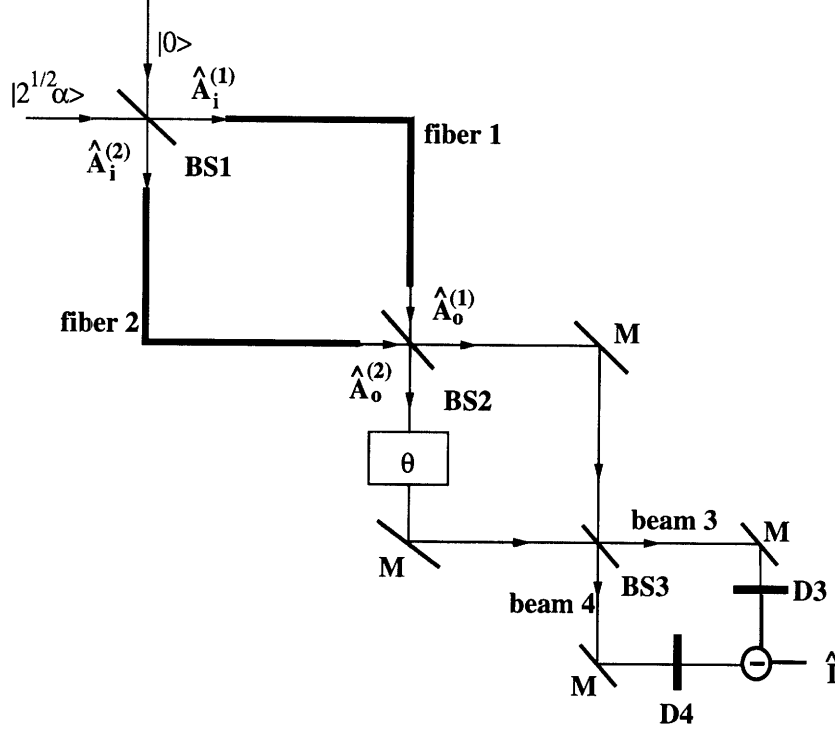 |0>
|2^{1/2}α>
Â_i^{(1)}
fiber 1
Â_i^{(2)}
BS1
fiber 2
Â_o^{(1)}
M
Â_o^{(2)}
BS2
θ
beam 3
M
M
BS3
D3
beam 4
−
Î
M
D4